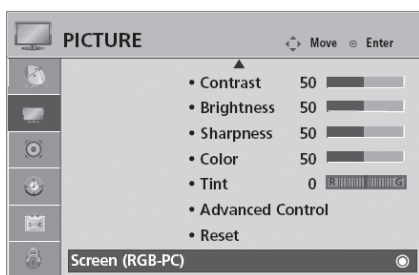 PICTURE Move Enter
• Contrast 50
• Brightness 50
• Sharpness 50
• Color 50
• Tint 0 R G
• Advanced Control
• Reset
Screen (RGB-PC)